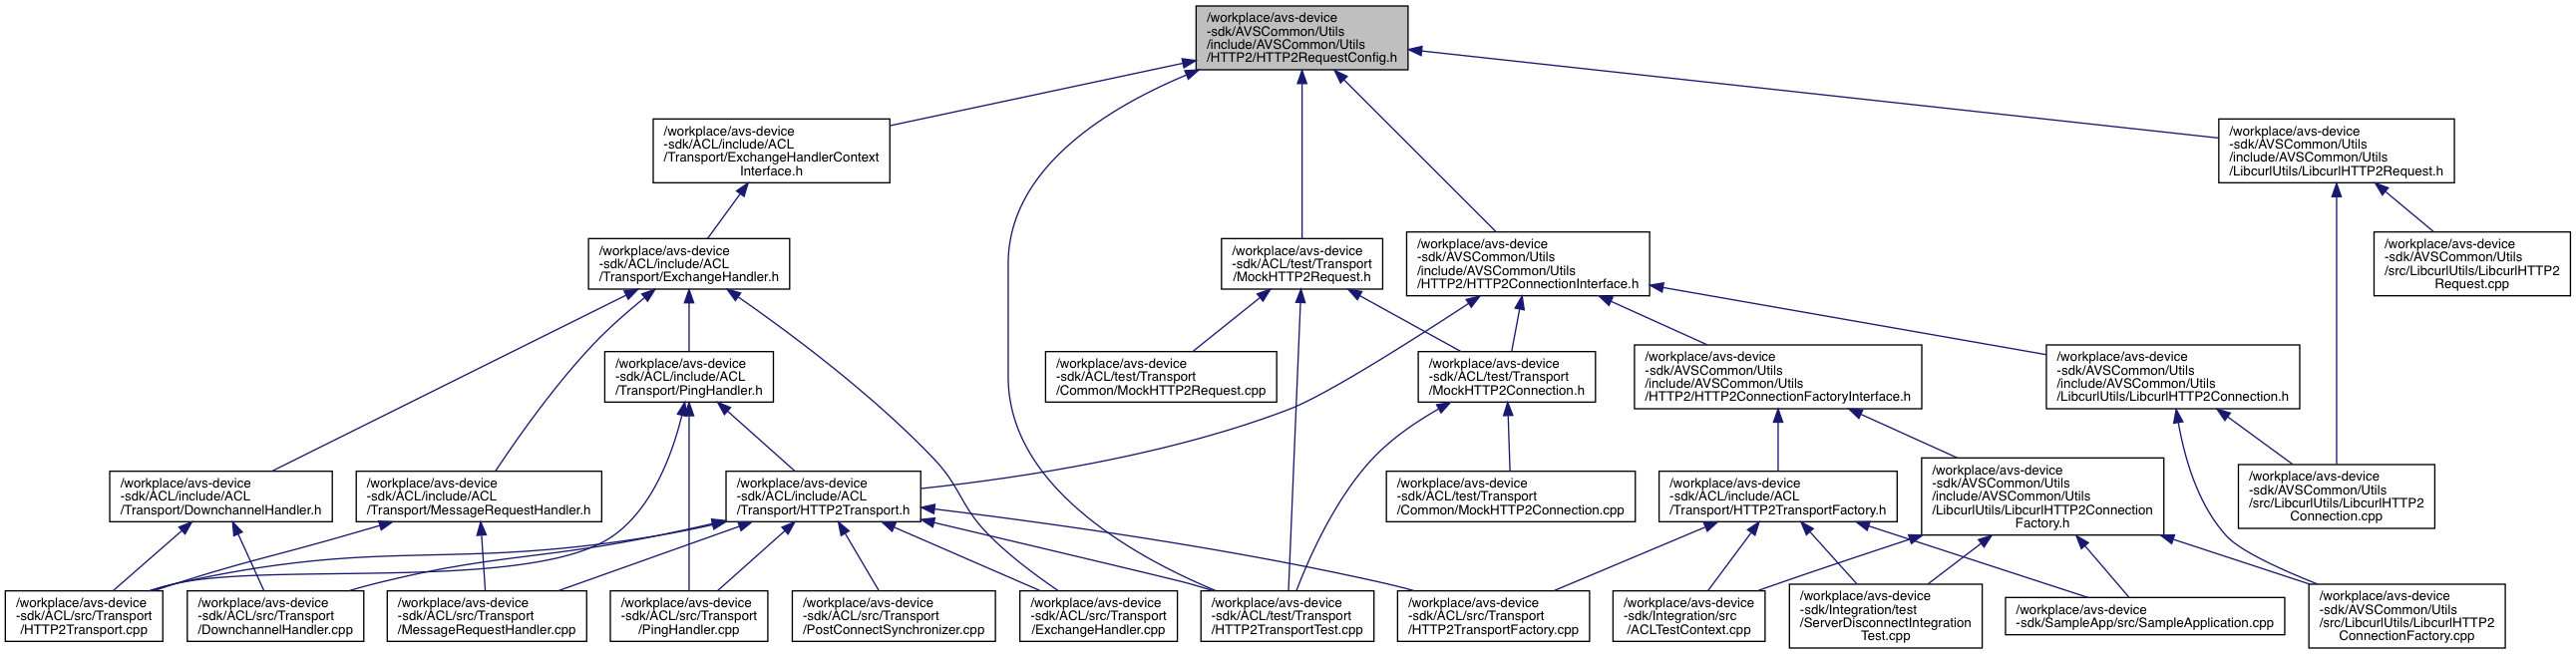 /workplace/avs-device
-sdk/AVSCommon/Utils
/include/AVSCommon/Utils
/HTTP2/HTTP2RequestConfig.h
/workplace/avs-device
-sdk/ACL/include/ACL
/Transport/ExchangeHandlerContext
Interface.h
/workplace/avs-device
-sdk/AVSCommon/Utils
/include/AVSCommon/Utils
/LibcurlUtils/LibcurlHTTP2Request.h
/workplace/avs-device
-sdk/ACL/include/ACL
/Transport/ExchangeHandler.h
/workplace/avs-device
-sdk/ACL/test/Transport
/MockHTTP2Request.h
/workplace/avs-device
-sdk/AVSCommon/Utils
/include/AVSCommon/Utils
/HTTP2/HTTP2ConnectionInterface.h
/workplace/avs-device
-sdk/AVSCommon/Utils
/src/LibcurlUtils/LibcurlHTTP2
Request.cpp
/workplace/avs-device
-sdk/ACL/include/ACL
/Transport/PingHandler.h
/workplace/avs-device
-sdk/ACL/test/Transport
/Common/MockHTTP2Request.cpp
/workplace/avs-device
-sdk/ACL/test/Transport
/MockHTTP2Connection.h
/workplace/avs-device
-sdk/AVSCommon/Utils
/include/AVSCommon/Utils
/HTTP2/HTTP2ConnectionFactoryInterface.h
/workplace/avs-device
-sdk/AVSCommon/Utils
/include/AVSCommon/Utils
/LibcurlUtils/LibcurlHTTP2Connection.h
/workplace/avs-device
-sdk/ACL/include/ACL
/Transport/DownchannelHandler.h
/workplace/avs-device
-sdk/ACL/include/ACL
/Transport/MessageRequestHandler.h
/workplace/avs-device
-sdk/ACL/include/ACL
/Transport/HTTP2Transport.h
/workplace/avs-device
-sdk/ACL/test/Transport
/Common/MockHTTP2Connection.cpp
/workplace/avs-device
-sdk/ACL/include/ACL
/Transport/HTTP2TransportFactory.h
/workplace/avs-device
-sdk/AVSCommon/Utils
/include/AVSCommon/Utils
/LibcurlUtils/LibcurlHTTP2Connection
Factory.h
/workplace/avs-device
-sdk/AVSCommon/Utils
/src/LibcurlUtils/LibcurlHTTP2
Connection.cpp
/workplace/avs-device
-sdk/ACL/src/Transport
/HTTP2Transport.cpp
/workplace/avs-device
-sdk/ACL/src/Transport
/DownchannelHandler.cpp
/workplace/avs-device
-sdk/ACL/src/Transport
/MessageRequestHandler.cpp
/workplace/avs-device
-sdk/ACL/src/Transport
/PingHandler.cpp
/workplace/avs-device
-sdk/ACL/src/Transport
/PostConnectSynchronizer.cpp
/workplace/avs-device
-sdk/ACL/src/Transport
/ExchangeHandler.cpp
/workplace/avs-device
-sdk/ACL/test/Transport
/HTTP2TransportTest.cpp
/workplace/avs-device
-sdk/ACL/src/Transport
/HTTP2TransportFactory.cpp
/workplace/avs-device
-sdk/Integration/src
/ACLTestContext.cpp
/workplace/avs-device
-sdk/Integration/test
/ServerDisconnectIntegration
Test.cpp
/workplace/avs-device
-sdk/SampleApp/src/SampleApplication.cpp
/workplace/avs-device
-sdk/AVSCommon/Utils
/src/LibcurlUtils/LibcurlHTTP2
ConnectionFactory.cpp